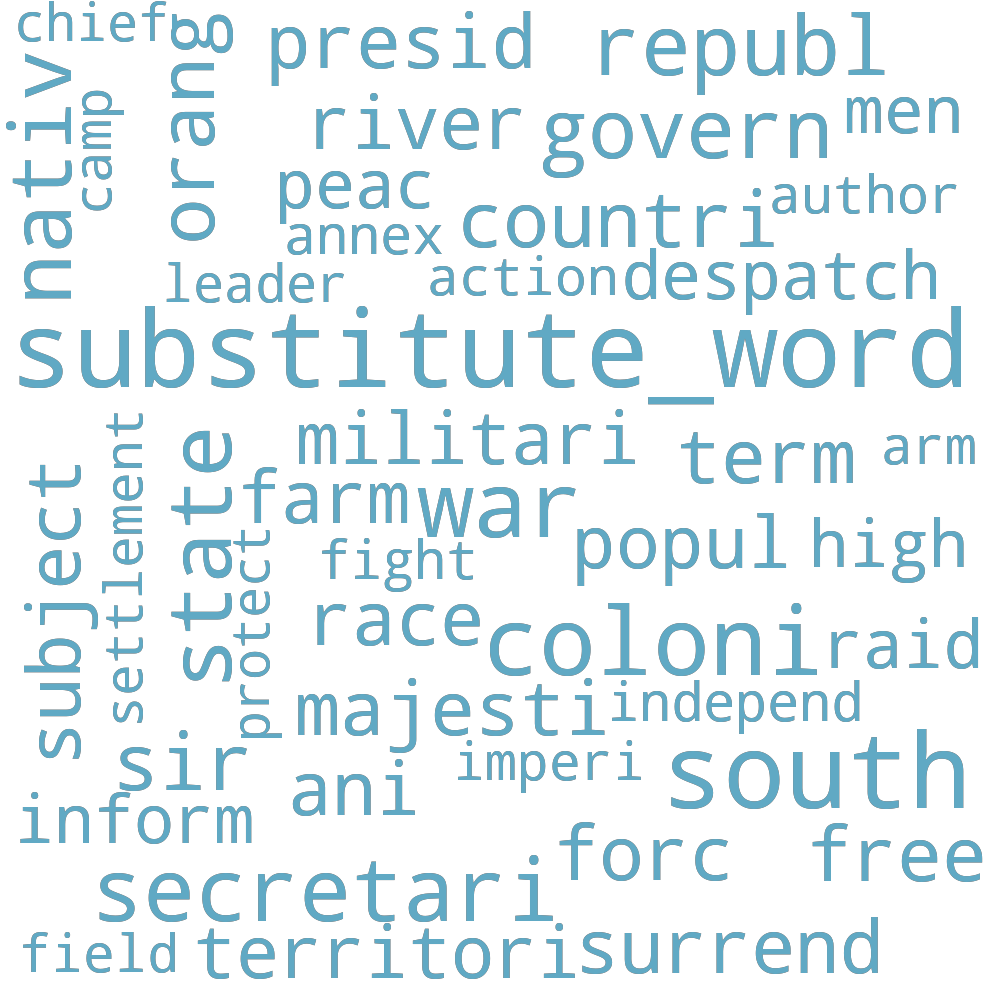 chief
presid
republ
nativ
camp
orang
river
govern
men
peac
annex
countri
author
leader
action
despatch
substitute_word
subject
settlement
state
militari
term
arm
farm
war
popul
high
protect
fight
race
coloni
raid
majesti
independ
sir
imperi
south
ani
inform
forc
free
secretari
field
territori
surrend